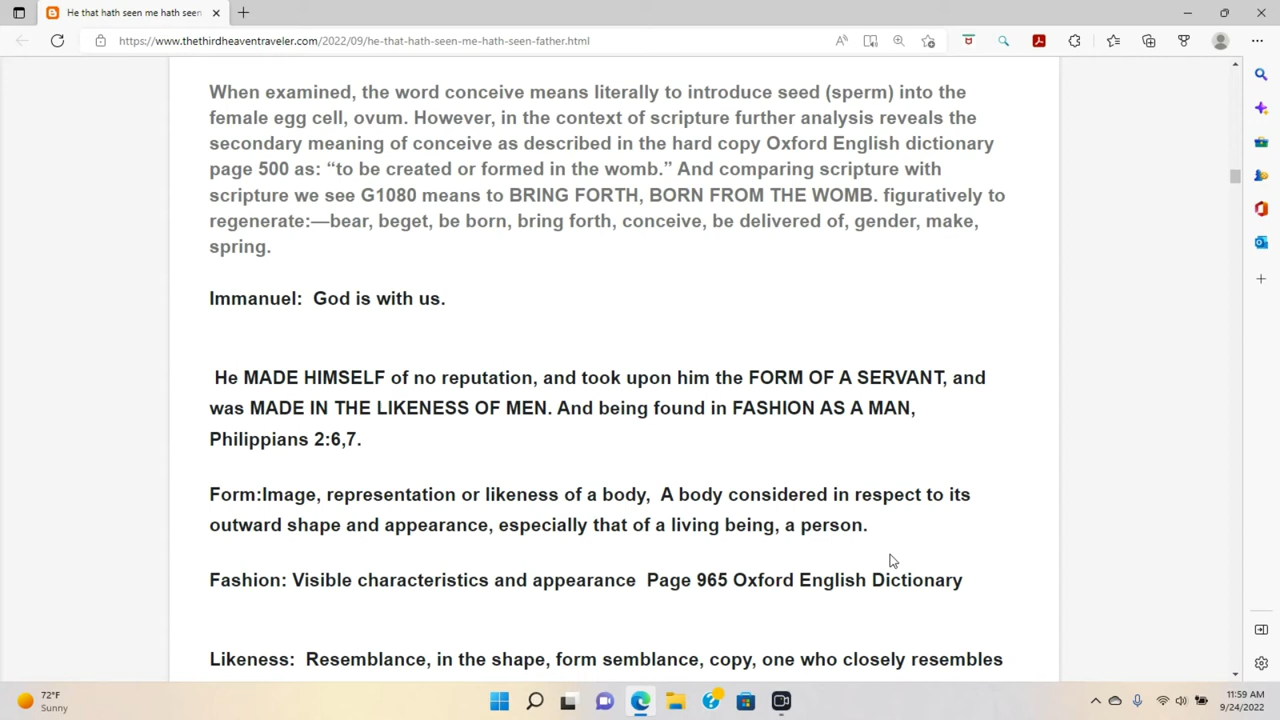 He that hath seen me hath seen
https://www.thethirdheaventraveler.com/2022/09/he-that-hath-seen-me-hath-seen-father.html
When examined, the word conceive means literally to introduce seed (sperm) into the
female egg cell, ovum. However, in the context of scripture further analysis reveals the
secondary meaning of conceive as described in the hard copy Oxford English dictionary
page 500 as: “to be created or formed in the womb.” And comparing scripture with
scripture we see G1080 means to BRING FORTH, BORN FROM THE WOMB. figuratively to
regenerate:—bear, beget, be born, bring forth, conceive, be delivered of, gender, make,
spring.
Immanuel:  God is with us.
He MADE HIMSELF of no reputation, and took upon him the FORM OF A SERVANT, and
was MADE IN THE LIKENESS OF MEN. And being found in FASHION AS A MAN,
Philippians 2:6,7.
Form:Image, representation or likeness of a body,  A body considered in respect to its
outward shape and appearance, especially that of a living being, a person.
Fashion: Visible characteristics and appearance  Page 965 Oxford English Dictionary
Likeness:  Resemblance, in the shape, form semblance, copy, one who closely resembles
72°F
Sunny
11:59 AM
9/24/2022